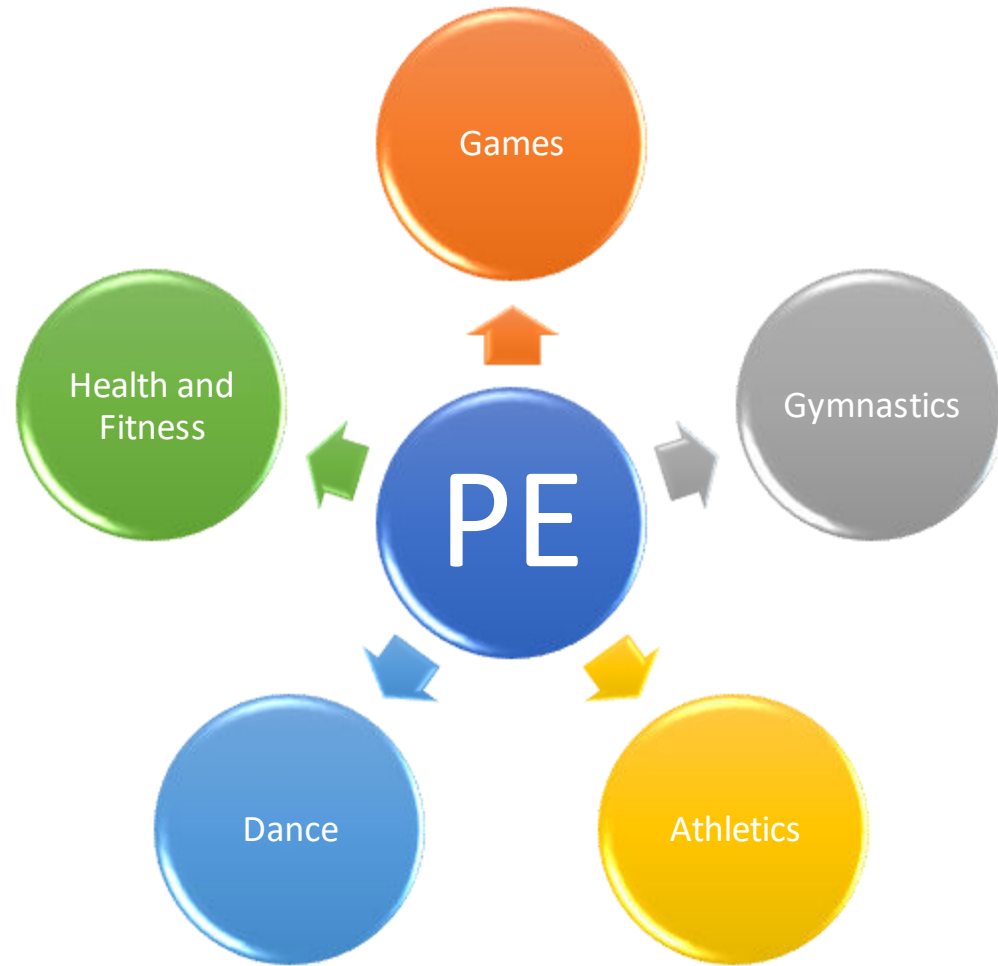 Games
Health and
Fitness
Gymnastics
PE
Dance
Athletics